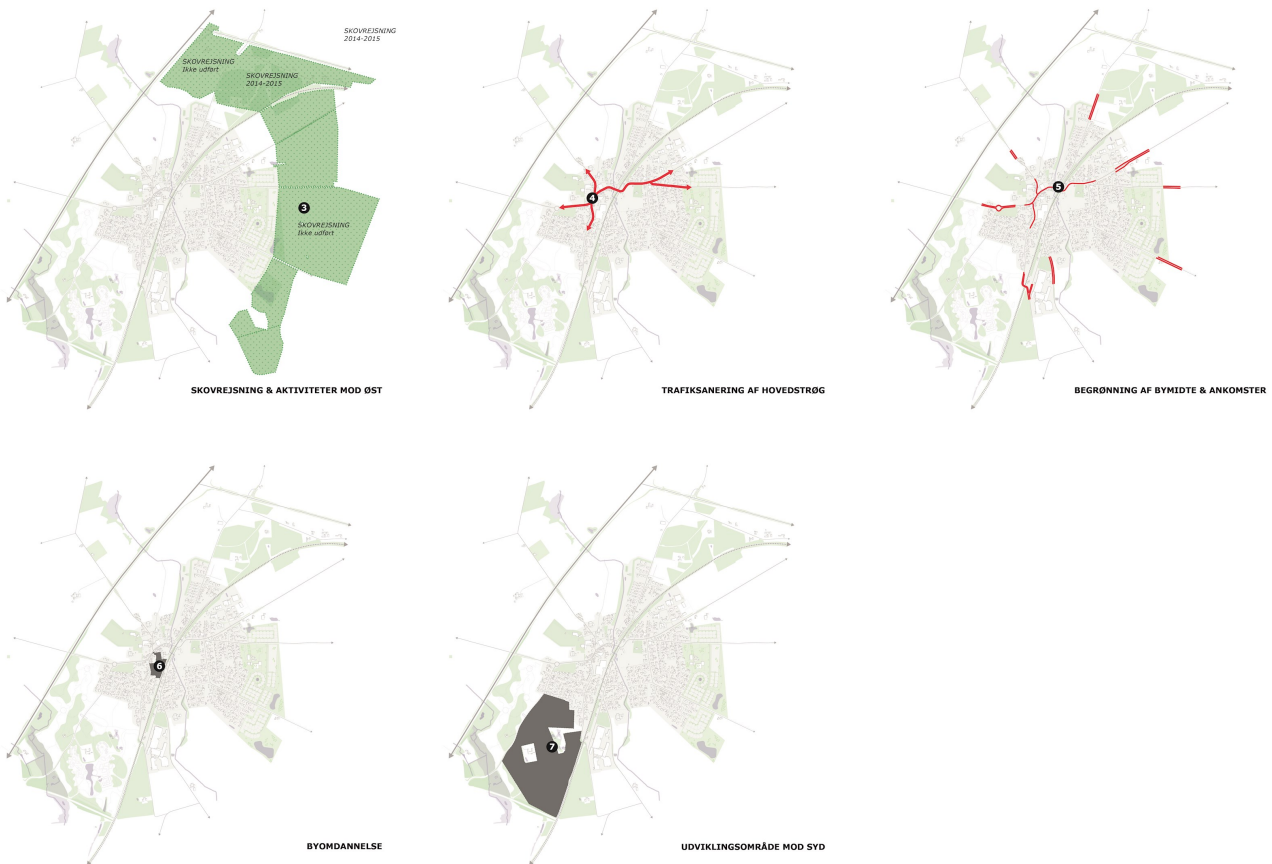 SKOVREJSNING
2014-2015
SKOVREJSNING
Ikke udført
SKOVREJSNING
2014-2015
3
SKOVREJSNING
Ikke udført
SKOVREJSNING & AKTIVITETER MOD ØST
4
TRAFIKSANERING AF HOVEDSTRØG
5
BEGRØNNING AF BYMIDTE & ANKOMSTER
6
BYOMDANNELSE
7
UDVIKLINGSOMRÅDE MOD SYD